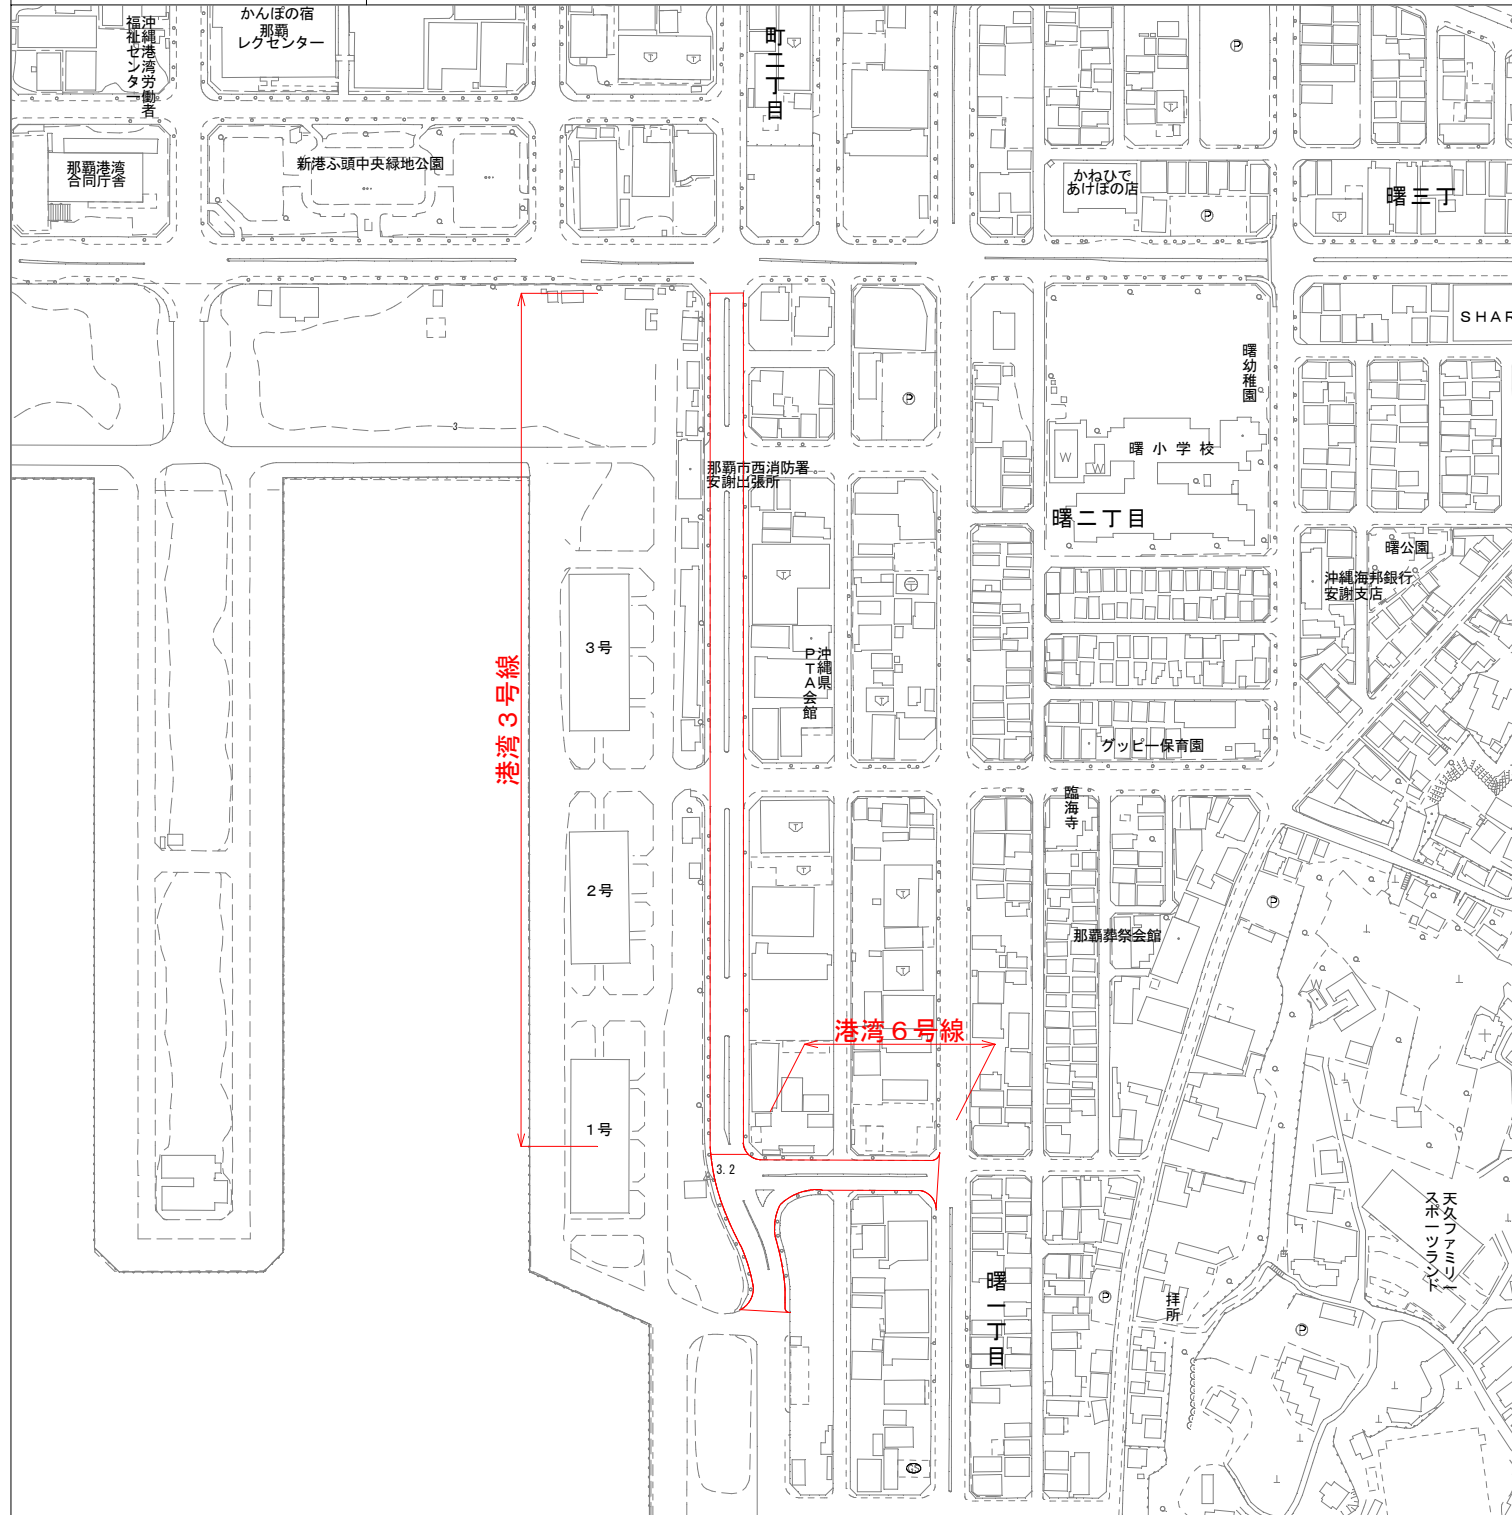 沖縄港湾労働者
福祉センター
かんぽの宿
那覇
レクセンター
町二丁目
那覇港湾
合同庁舎
新港ふ頭中央緑地公園
かねひで
あけぼの店
曙三丁
SHAR
曙幼稚園
曙小学校
那覇市西消防署
安謝出張所
曙二丁目
曙公園
沖縄海邦銀行
安謝支店
3
3号
沖縄県
PTA会館
港湾3号線
グッピー保育園
臨海寺
2号
那覇葬祭会館
港湾6号線
1号
3.2
天久ファミリー
スポーツランド
曙一丁目
拝所
P
P
P
P
P
P
W
W